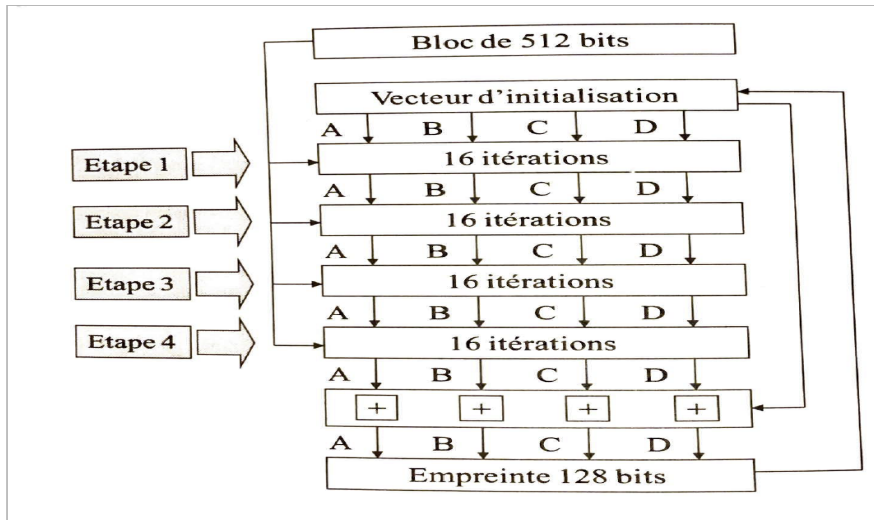 Bloc de 512 bits
Vecteur d'initialisation
A B C D
Etape 1 16 itérations
A B C D
Etape 2 16 itérations
A B C D
Etape 3 16 itérations
A B C D
Etape 4 16 itérations
A B C D
+ + + +
A B C D
Empreinte 128 bits